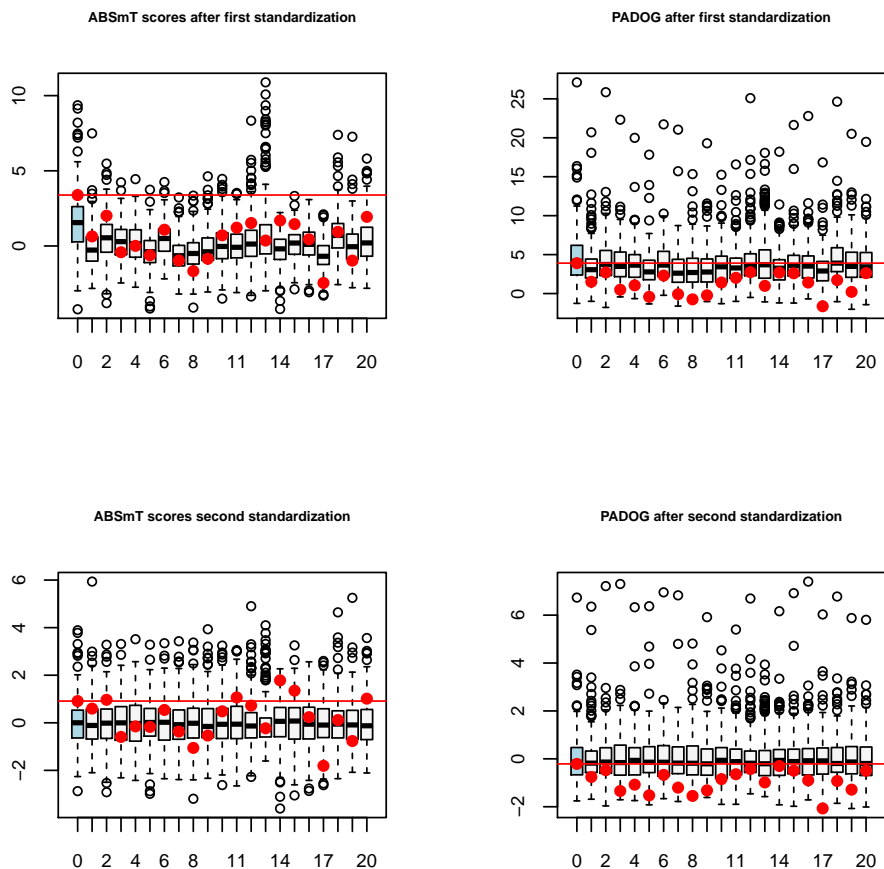 ABSmT scores after first standardization
10
5
0
0 2 4 6 8 11 14 17 20
PADOG after first standardization
25
20
15
10
5
0
0 2 4 6 8 11 14 17 20
ABSmT scores second standardization
6
4
2
0
−2
0 2 4 6 8 11 14 17 20
PADOG after second standardization
6
4
2
0
−2
0 2 4 6 8 11 14 17 20